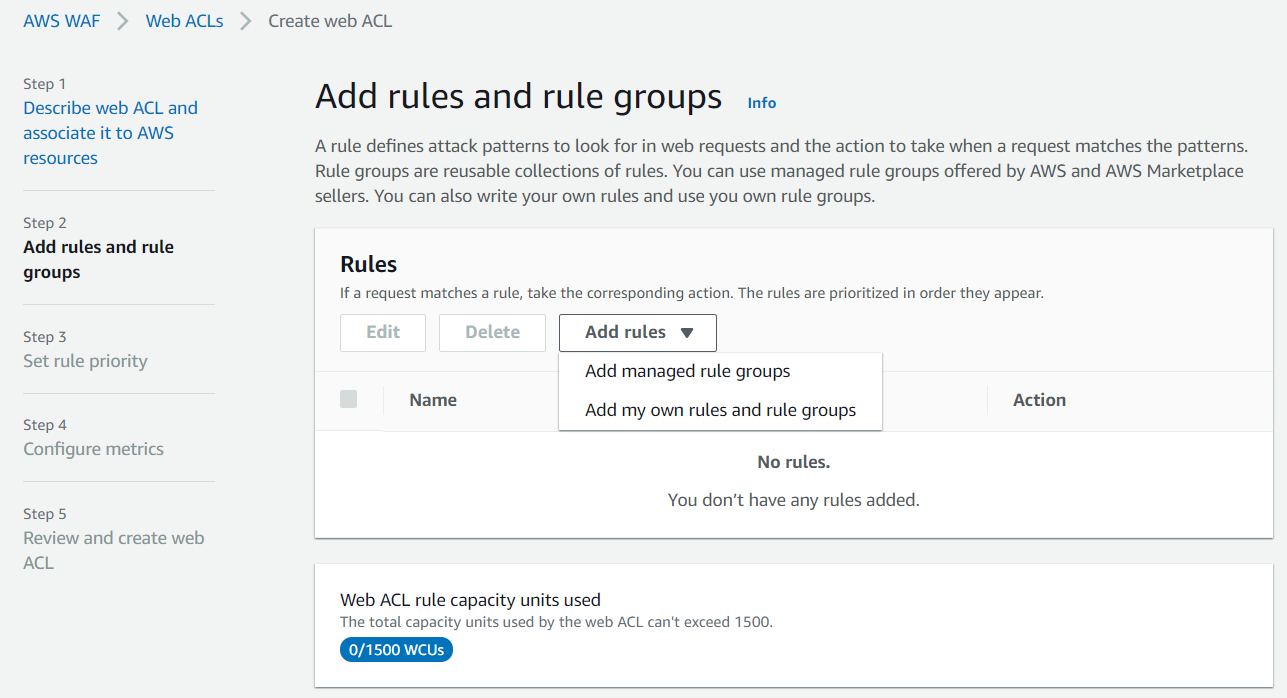 AWS WAF > Web ACLs > Create web ACL
Step 1
Describe web ACL and
associate it to AWS
resources
Step 2
Add rules and rule
groups
Step 3
Set rule priority
Step 4
Configure metrics
Step 5
Review and create web
ACL
Add rules and rule groups Info
A rule defines attack patterns to look for in web requests and the action to take when a request matches the patterns.
Rule groups are reusable collections of rules. You can use managed rule groups offered by AWS and AWS Marketplace
sellers. You can also write your own rules and use you own rule groups.
Rules
If a request matches a rule, take the corresponding action. The rules are prioritized in order they appear.
Edit Delete Add rules ▼
Add managed rule groups
Add my own rules and rule groups
Name Action
No rules.
You don’t have any rules added.
Web ACL rule capacity units used
The total capacity units used by the web ACL can't exceed 1500.
0/1500 WCUs